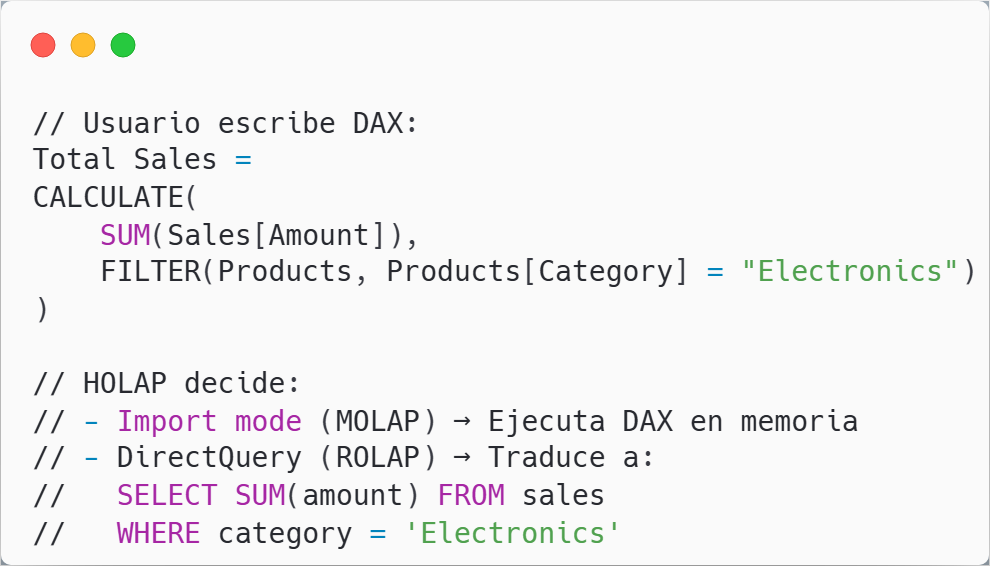 // Usuario escribe DAX:
Total Sales =
CALCULATE(
    SUM(Sales[Amount]),
    FILTER(Products, Products[Category] = "Electronics")
)

// HOLAP decide:
// - Import mode (MOLAP) → Ejecuta DAX en memoria
// - DirectQuery (ROLAP) → Traduce a:
//   SELECT SUM(amount) FROM sales
//   WHERE category = 'Electronics'